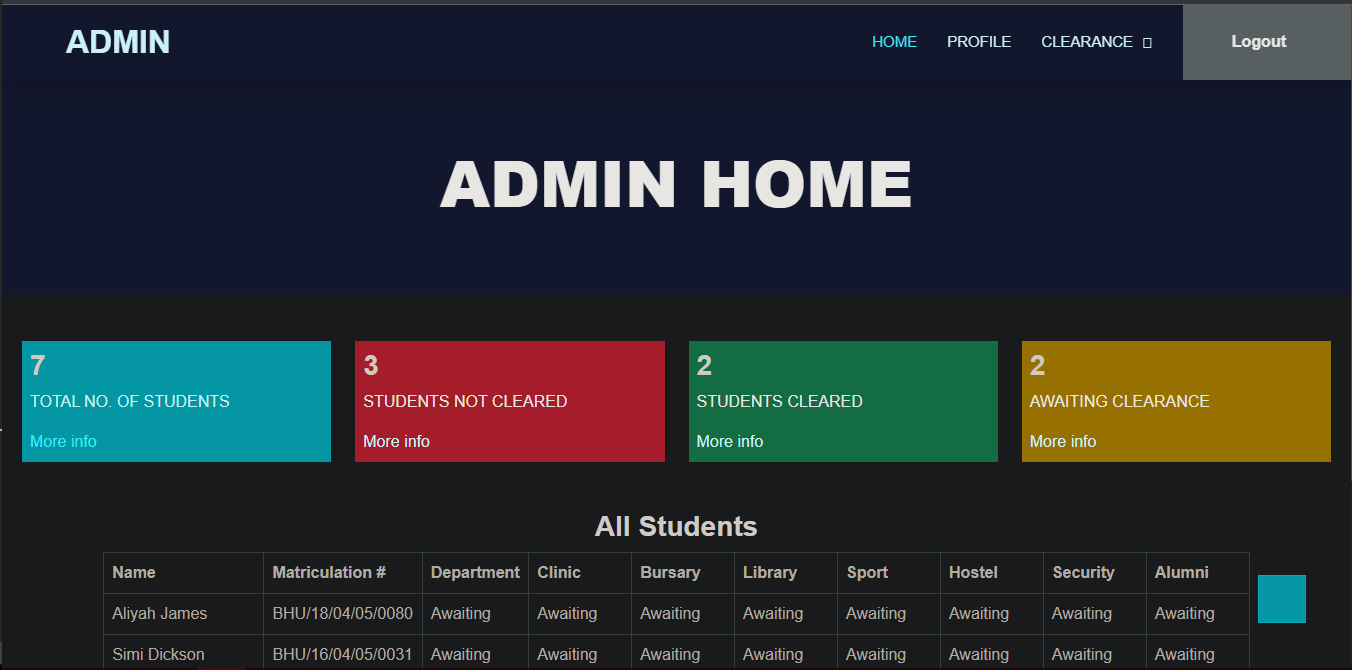 ADMIN HOME PROFILE CLEARANCE Logout
ADMIN HOME
7 3 2 2
TOTAL NO. OF STUDENTS STUDENTS NOT CLEARED STUDENTS CLEARED AWAITING CLEARANCE
More info More info More info More info
All Students
Name Matriculation # Department Clinic Bursary Library Sport Hostel Security Alumni
Aliyah James BHU/18/04/05/0080 Awaiting Awaiting Awaiting Awaiting Awaiting Awaiting Awaiting Awaiting
Simi Dickson BHU/16/04/05/0031 Awaiting Awaiting Awaiting Awaiting Awaiting Awaiting Awaiting Awaiting